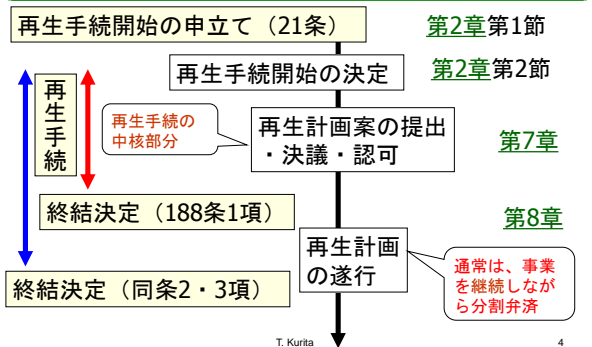 再生手続開始の申立て（21条）
第2章第1節
再生手続開始の決定
第2章第2節
再
生
手
続
再生手続の
中核部分
再生計画案の提出
・決議・認可
第7章
終結決定（188条1項）
第8章
再生計画
の遂行
通常は、事業
を継続しなが
ら分割弁済
終結決定（同条2・3項）
T. Kurita
4